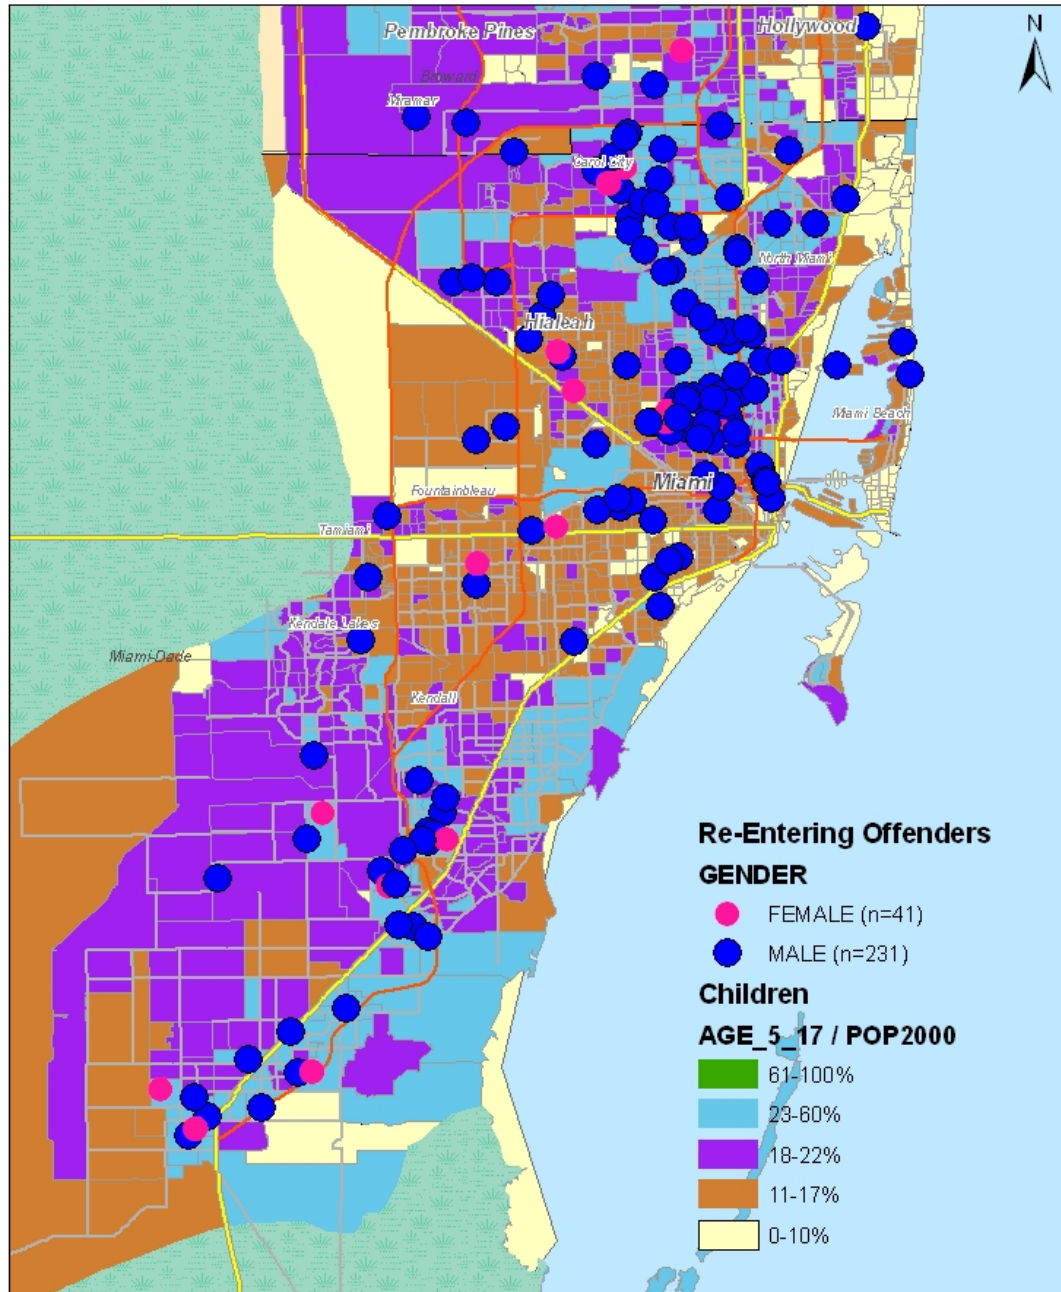 Pembroke Pines
Hollywood
N
Broward
Miramar
Carol City
North Miami
Hialeah
Miami Beach
Miami
Fountainbleau
Tamiami
Kendale Lakes
Miami-Dade
Kendall
Re-Entering Offenders
GENDER
FEMALE (n=41)
MALE (n=231)
Children
AGE_5_17 / POP2000
61-100%
23-60%
18-22%
11-17%
0-10%